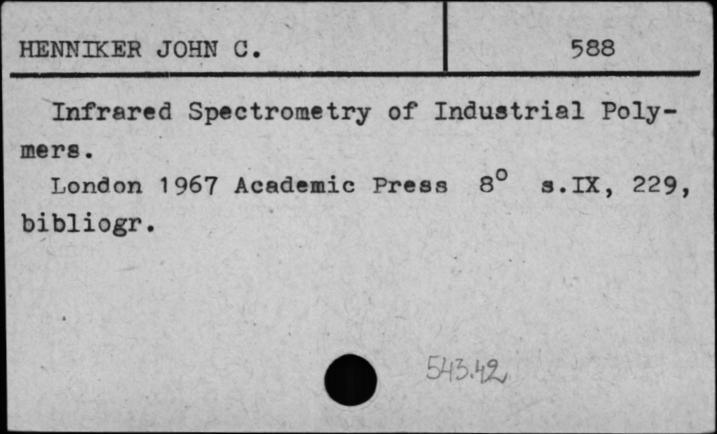 HENNIKER JOHN C. 588
Infrared Spectrometry of Industrial Poly-
mers.
London 1967 Academic Press 8° s.IX, 229,
bibliogr.
543.42